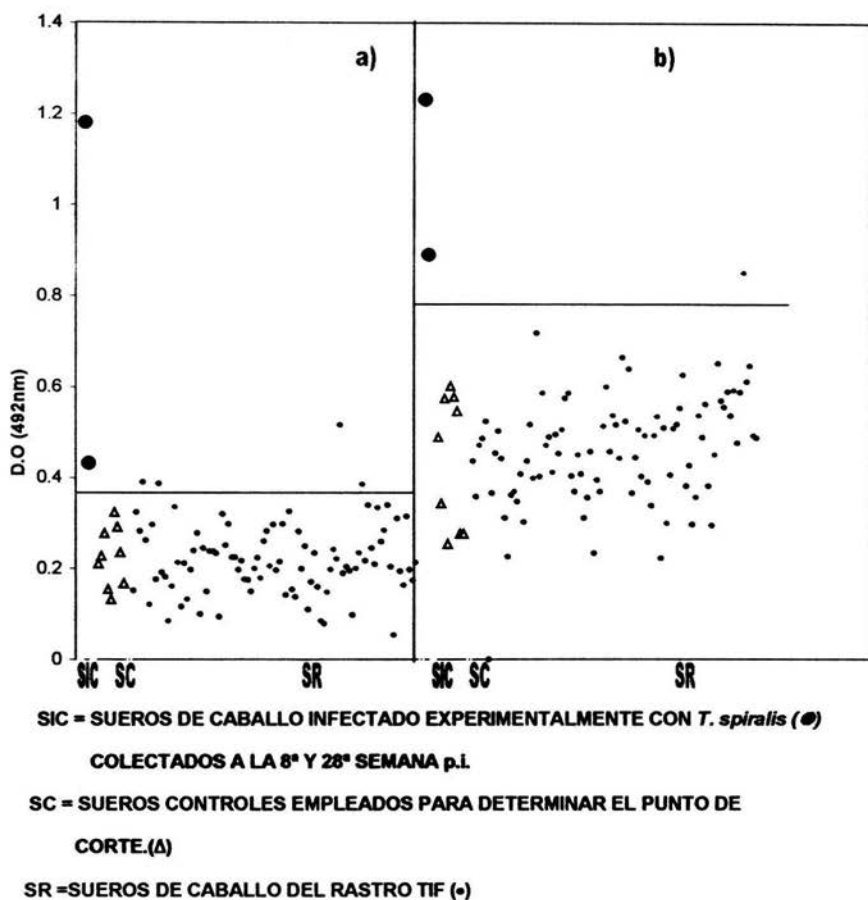 1.4
a)
b)
1.2
1
0.8
D.O (492nm)
0.6
0.4
0.2
0
SIC SC SR SIC SC SR
SIC = SUEROS DE CABALLO INFECTADO EXPERIMENTALMENTE CON T. spiralis (●)
COLECTADOS A LA 8ª Y 28ª SEMANA p.i.
SC = SUEROS CONTROLES EMPLEADOS PARA DETERMINAR EL PUNTO DE
CORTE.(Δ)
SR =SUEROS DE CABALLO DEL RASTRO TIF (•)